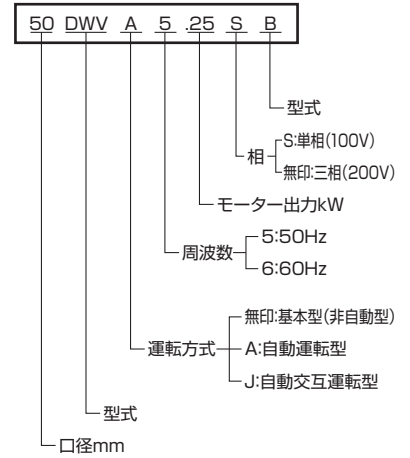 50 DWV A 5 .25 S B
型式
相
S:単相(100V)
無印:三相(200V)
モーター出力kW
周波数
5:50Hz
6:60Hz
運転方式
無印:基本型(非自動型)
A:自動運転型
J:自動交互運転型
型式
口径mm